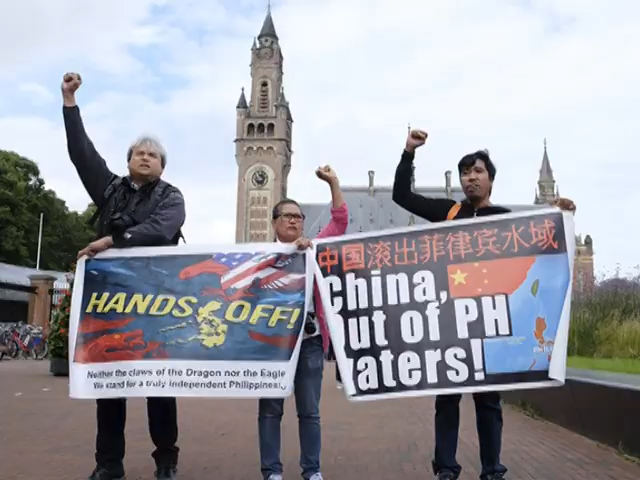 HANDS OFF!
Neither the claws of the Dragon nor the Eagle
We stand for a truly independent Philippines!
中国滚出菲律宾水域
China,
Out of PH
Waters!